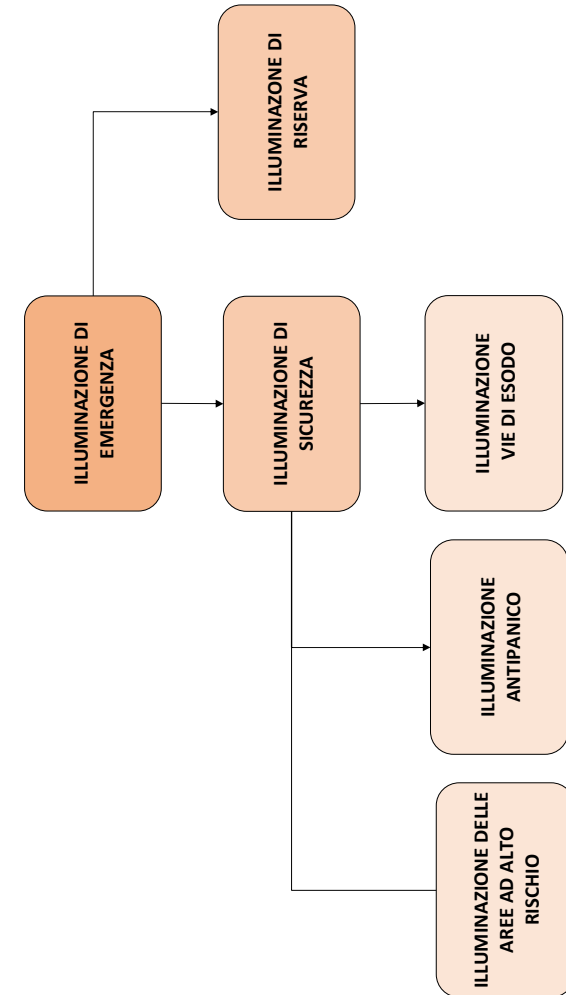 ILLUMINAZIONE DI
EMERGENZA
ILLUMINAZONE DI
RISERVA
ILLUMINAZIONE DI
SICUREZZA
ILLUMINAZIONE
VIE DI ESODO
ILLUMINAZIONE
ANTIPANICO
ILLUMINAZIONE DELLE
AREE AD ALTO
RISCHIO